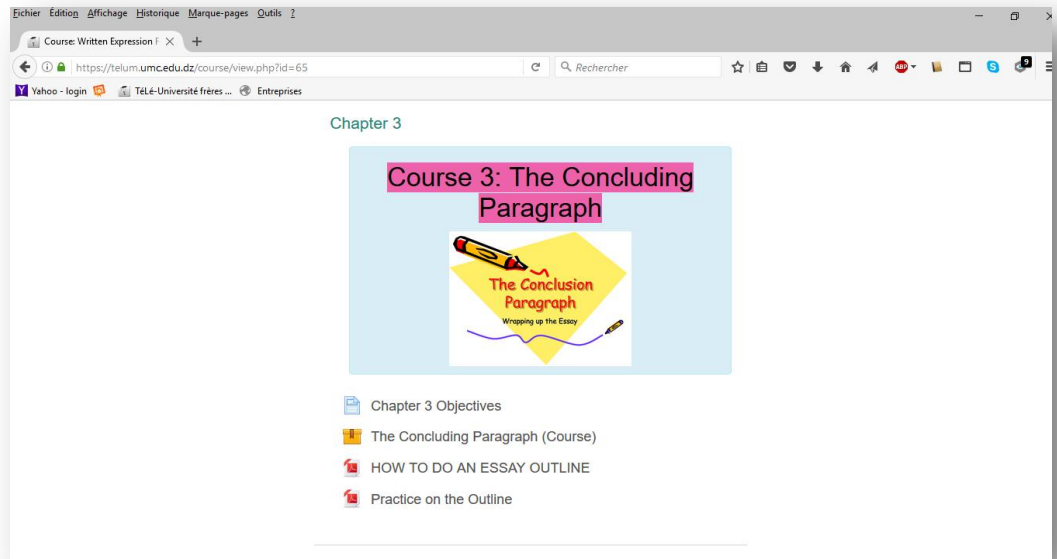 Fichier Édition Affichage Historique Marque-pages Outils ?
Course: Written Expression
https://telum.umc.edu.dz/course/view.php?id=65
Rechercher
ABP
9
Yahoo - login
TéLé-Université frères ...
Entreprises
Chapter 3
Course 3: The Concluding
Paragraph
The Conclusion
Paragraph
Wrapping up the Essay
Chapter 3 Objectives
The Concluding Paragraph (Course)
HOW TO DO AN ESSAY OUTLINE
Practice on the Outline